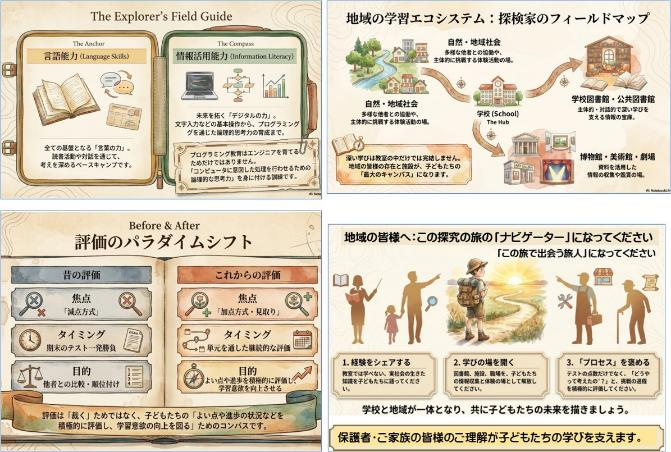 The Explorer's Field Guide
The Anchor
言語能力 (Language Skills)
全ての基盤となる「言葉の力」。
読書活動や対話を通じて、
考えを深めるベースキャンプです。
The Compass
情報活用能力 (Information Literacy)
未来を拓く「デジタルの力」。
文字入力などの基本操作から、プログラミン
グを通じた論理的思考力の育成まで。
プログラミング教育はエンジニアを育てる
ためだけではありません。
「コンピュータに意図した処理を行わせるための
論理的な思考力」を身に付ける訓練です。
地域の学習エコシステム：探検家のフィールドマップ
自然・地域社会
多様な他者との協働や、
主体的に挑戦する体験活動の場。
自然・地域社会
多様な他者との協働や、
主体的に挑戦する体験活動の場。
学校 (School)
The Hub
学校図書館・公共図書館
主体的・対話的で深い学びを
支える情報の宝庫。
博物館・美術館・劇場
資料を活用した
情報の収集や鑑賞の場。
深い学びは教室の中だけでは完結しません。
地域の皆様の存在と施設が、子どもたちの
「最大のキャンパス」になります。
Before & After
評価のパラダイムシフト
昔の評価
焦点
「減点方式」
タイミング
期末のテスト一発勝負
目的
他者との比較・順位付け
これからの評価
焦点
「加点方式・見取り」
タイミング
単元を通した継続的な評価
目的
よい点や進歩を積極的に評価し、
学習意欲を向上させる
評価は「裁く」ためではなく、子どもたちの「よい点や進歩の状況などを
積極的に評価し、学習意欲の向上を図る」ためのコンパスです。
地域の皆様へ：この探究の旅の「ナビゲーター」になってください
「この旅で出会う旅人」になってください
1. 経験をシェアする
教室では学べない、実社会の生きた
知識を子どもたちに語ってくださ
い。
2. 学びの場を開く
図書館、施設、職場を、子どもたち
の情報収集と体験の場として解放し
てください。
3. 「プロセス」を褒める
テストの点数だけでなく、「どうや
って考えたの？」と、挑戦の過程
を積極的に評価してください。
学校と地域が一体となり、共に子どもたちの未来を描きましょう。
保護者・ご家族の皆様のご理解が子どもたちの学びを支えます。